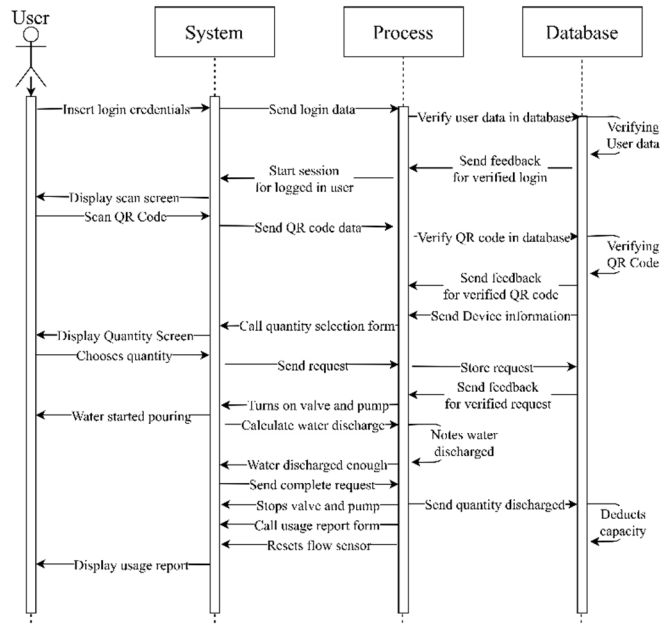 User
System
Process
Database
Insert login credentials
Send login data
Verify user data in database
Verifying
User data
Send feedback
for verified login
Start session
for logged in user
Display scan screen
Scan QR Code
Send QR code data
Verify QR code in database
Verifying
QR Code
Send feedback
for verified QR code
Send Device information
Call quantity selection form
Display Quantity Screen
Chooses quantity
Send request
Store request
Send feedback
for verified request
Turns on valve and pump
Water started pouring
Calculate water discharge
Notes water
discharged
Water discharged enough
Send complete request
Stops valve and pump
Send quantity discharged
Deducts
capacity
Call usage report form
Resets flow sensor
Display usage report